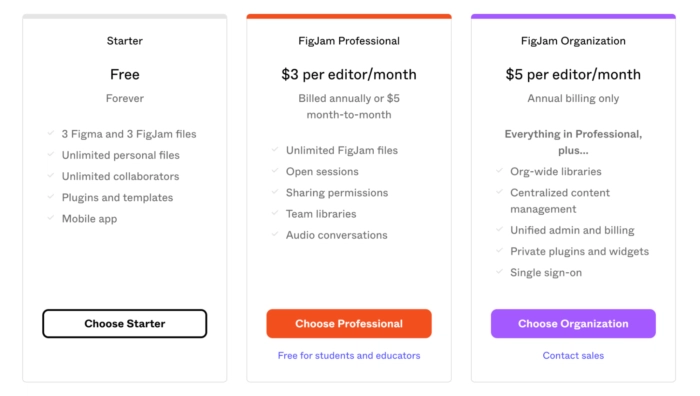 Starter
Free
Forever
3 Figma and 3 FigJam files
Unlimited personal files
Unlimited collaborators
Plugins and templates
Mobile app
Choose Starter
FigJam Professional
$3 per editor/month
Billed annually or $5
month-to-month
Unlimited FigJam files
Open sessions
Sharing permissions
Team libraries
Audio conversations
Choose Professional
Free for students and educators
FigJam Organization
$5 per editor/month
Annual billing only
Everything in Professional,
plus...
Org-wide libraries
Centralized content
management
Unified admin and billing
Private plugins and widgets
Single sign-on
Choose Organization
Contact sales